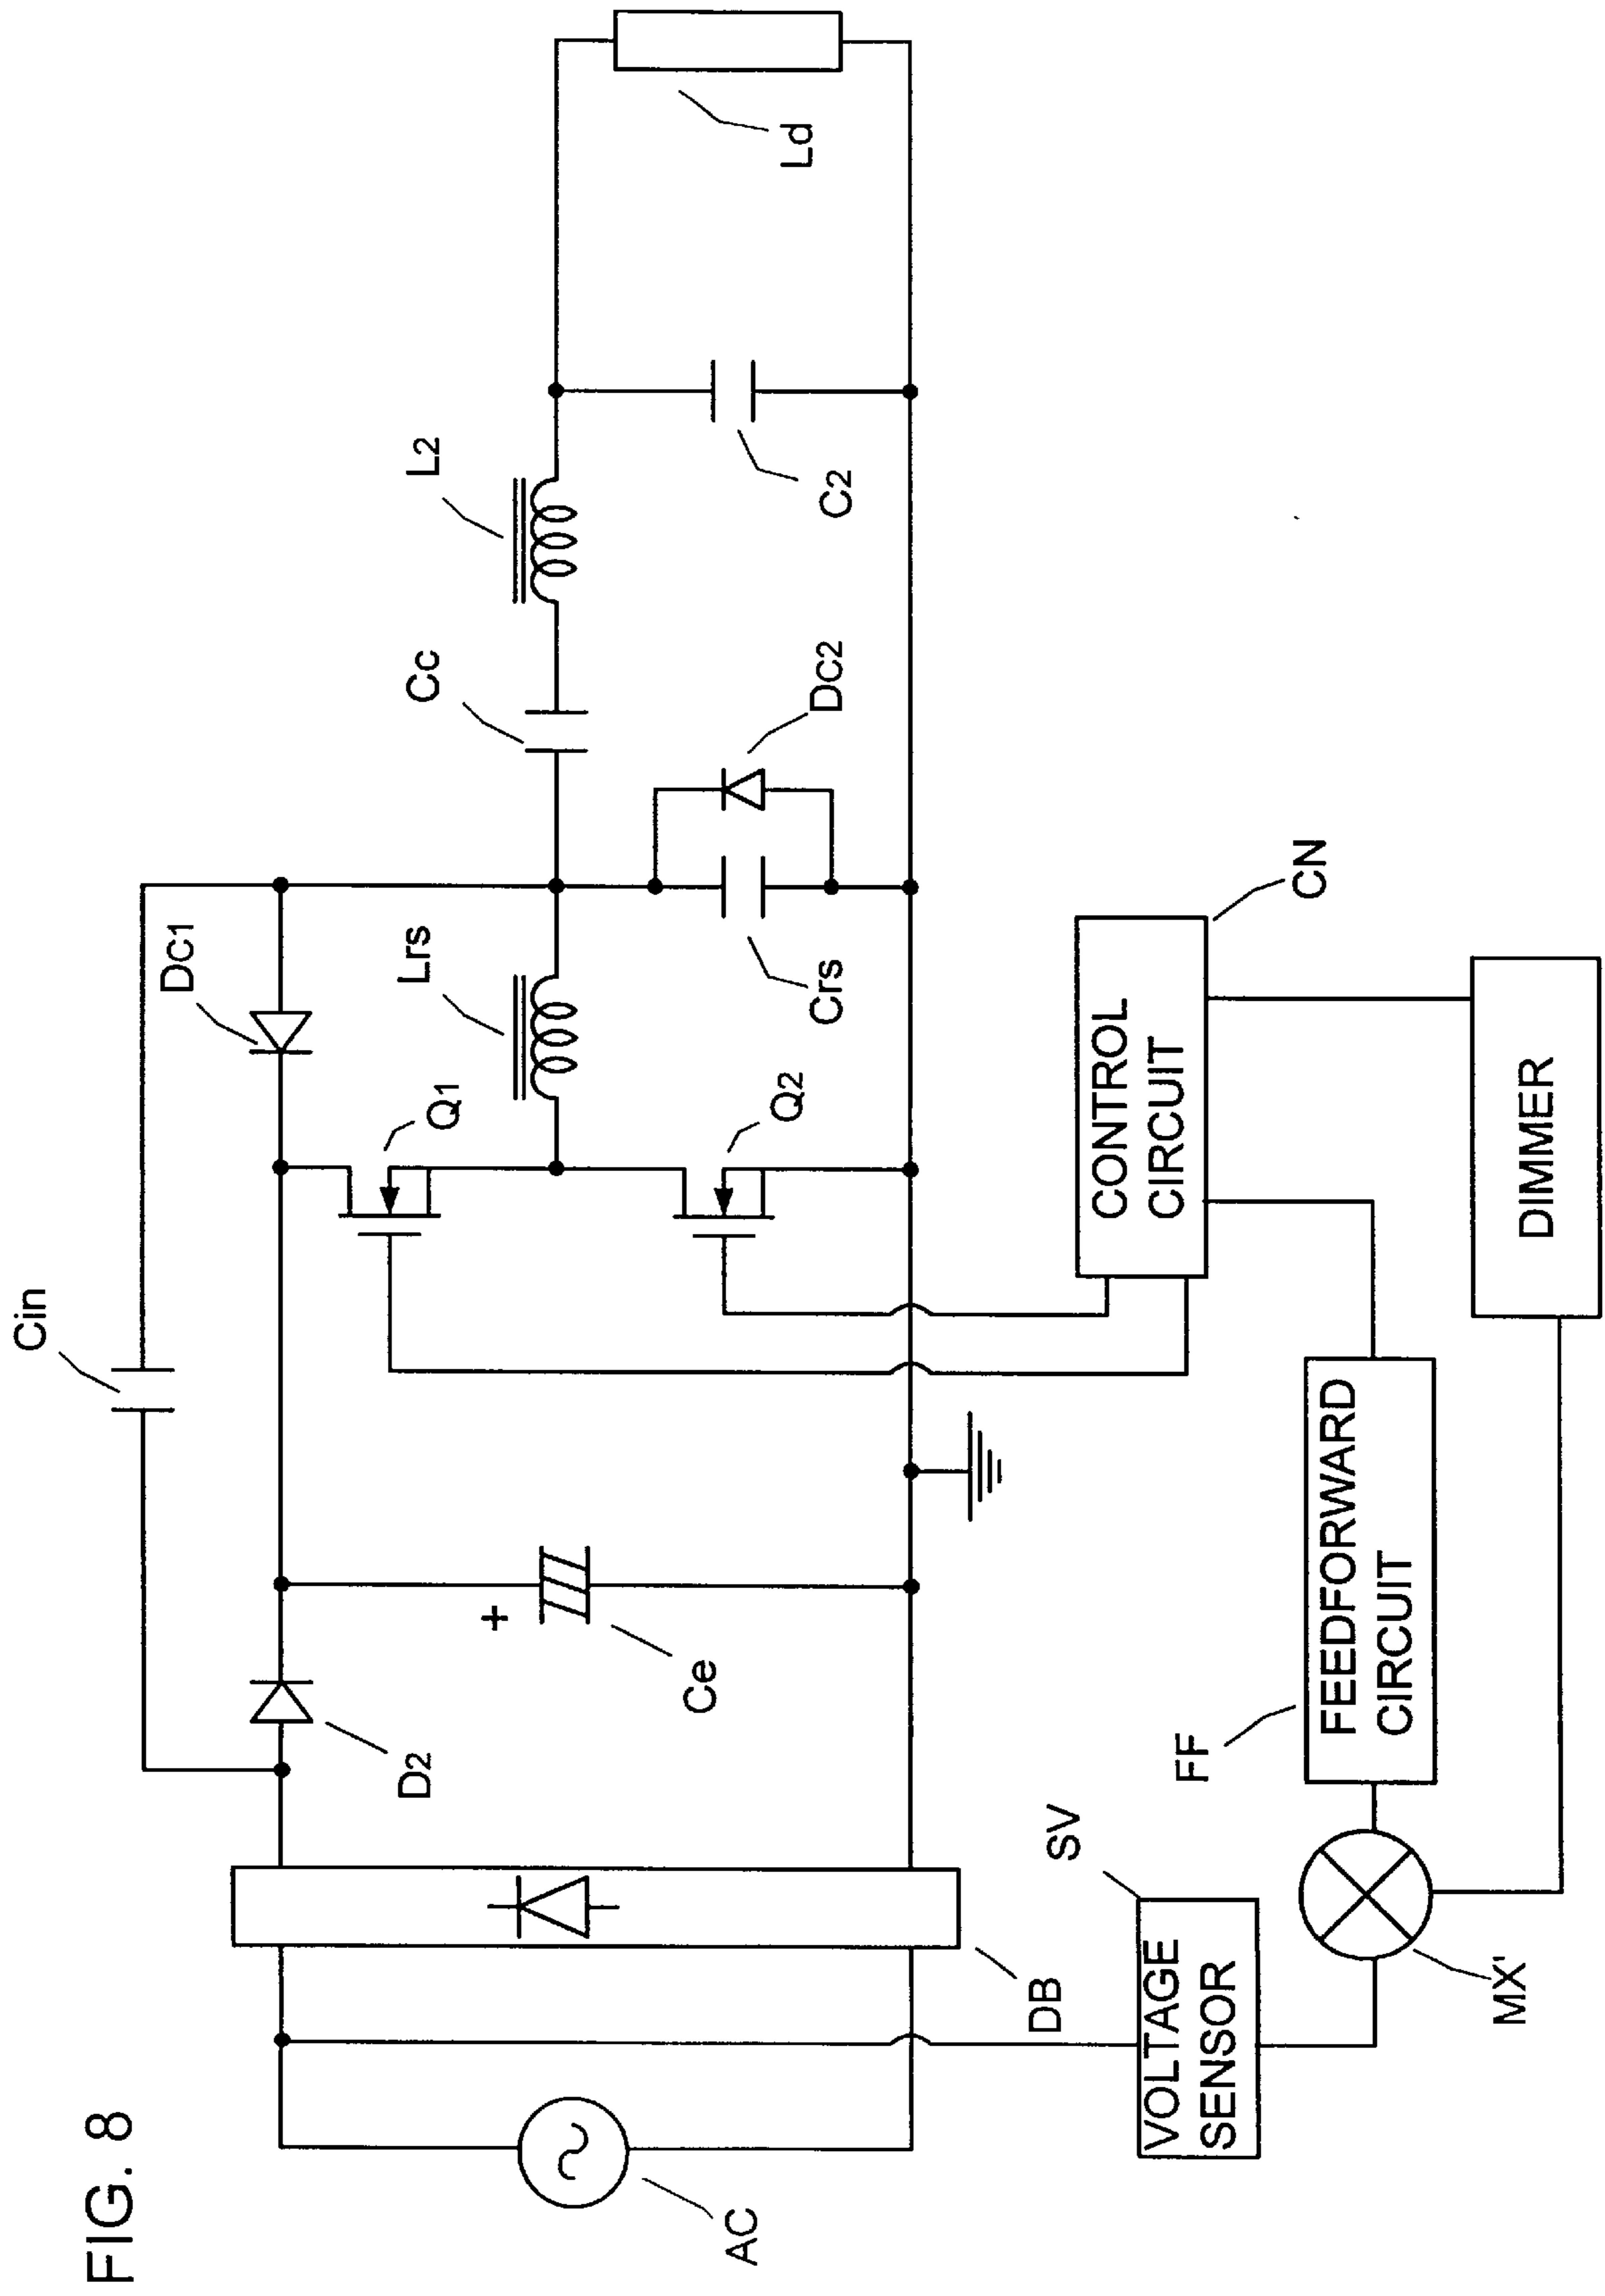 FIG. 8
Cin
DC1
Lrs
Cc
L2
Q1
Q2
D2
Ce
Crs
DC2
C2
Ld
AC
DB
SV
VOLTAGE
SENSOR
FF
FEEDFORWARD
CIRCUIT
CONTROL
CIRCUIT
CN
MX'
DIMMER
+